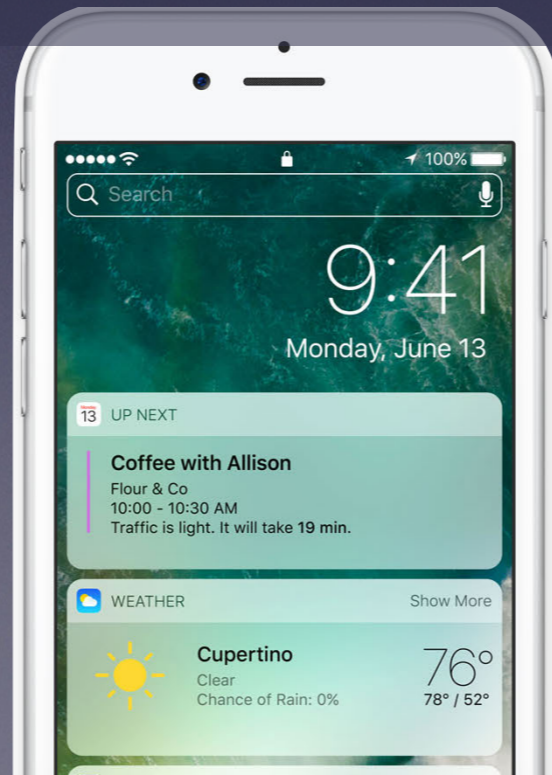 100%
Search
9:41
Monday, June 13
Monday
13 UP NEXT
Coffee with Allison
Flour & Co
10:00 - 10:30 AM
Traffic is light. It will take 19 min.
WEATHER Show More
Cupertino 76°
Clear
Chance of Rain: 0% 78° / 52°